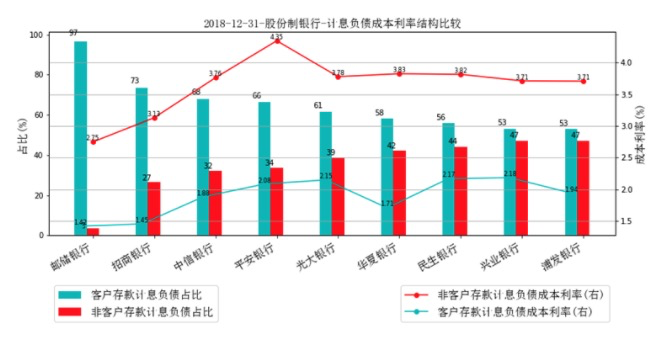 2018-12-31-股份制银行-计息负债成本利率结构比较
占比(%)
成本利率(%)
100
80
60
40
20
0
4.0
3.5
3.0
2.5
2.0
1.5
97 73 68 66 61 58 56 53 53
27 32 34 39 42 44 47 47
2.75 3.13 3.76 4.35 3.78 3.83 3.82 3.71 3.71
1.42 1.45 1.88 2.08 2.15 1.71 2.17 2.18 1.94
邮储银行 招商银行 中信银行 平安银行 光大银行 华夏银行 民生银行 兴业银行 浦发银行
客户存款计息负债占比
非客户存款计息负债占比
非客户存款计息负债成本利率(右)
客户存款计息负债成本利率(右)